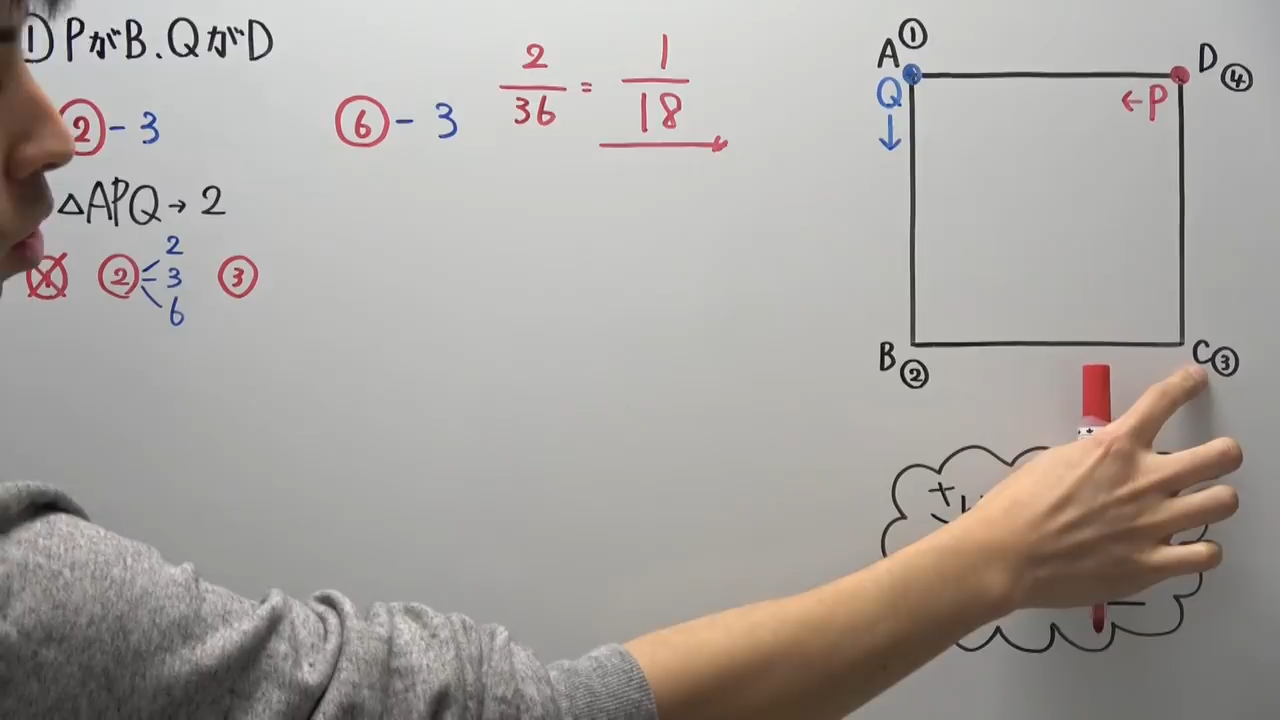 ① PがB、QがD
②-3
⑥-3
2/36 = 1/18
△APQ→2
②
2
3
6
③
A①
D④
Q
↓
←P
B②
C③